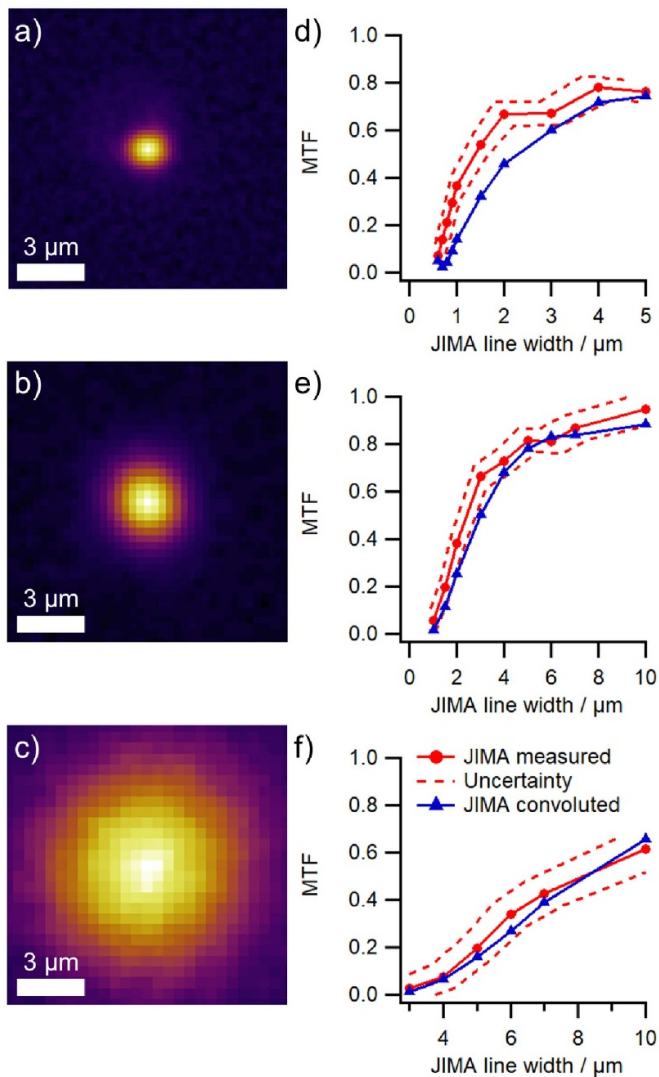 a)
3 µm
d)
MTF
1.0
0.8
0.6
0.4
0.2
0.0
0 1 2 3 4 5
JIMA line width / µm
b)
3 µm
e)
MTF
1.0
0.8
0.6
0.4
0.2
0.0
0 2 4 6 8 10
JIMA line width / µm
c)
3 µm
f)
MTF
1.0
0.8
0.6
0.4
0.2
0.0
JIMA measured
Uncertainty
JIMA convoluted
4 6 8 10
JIMA line width / µm